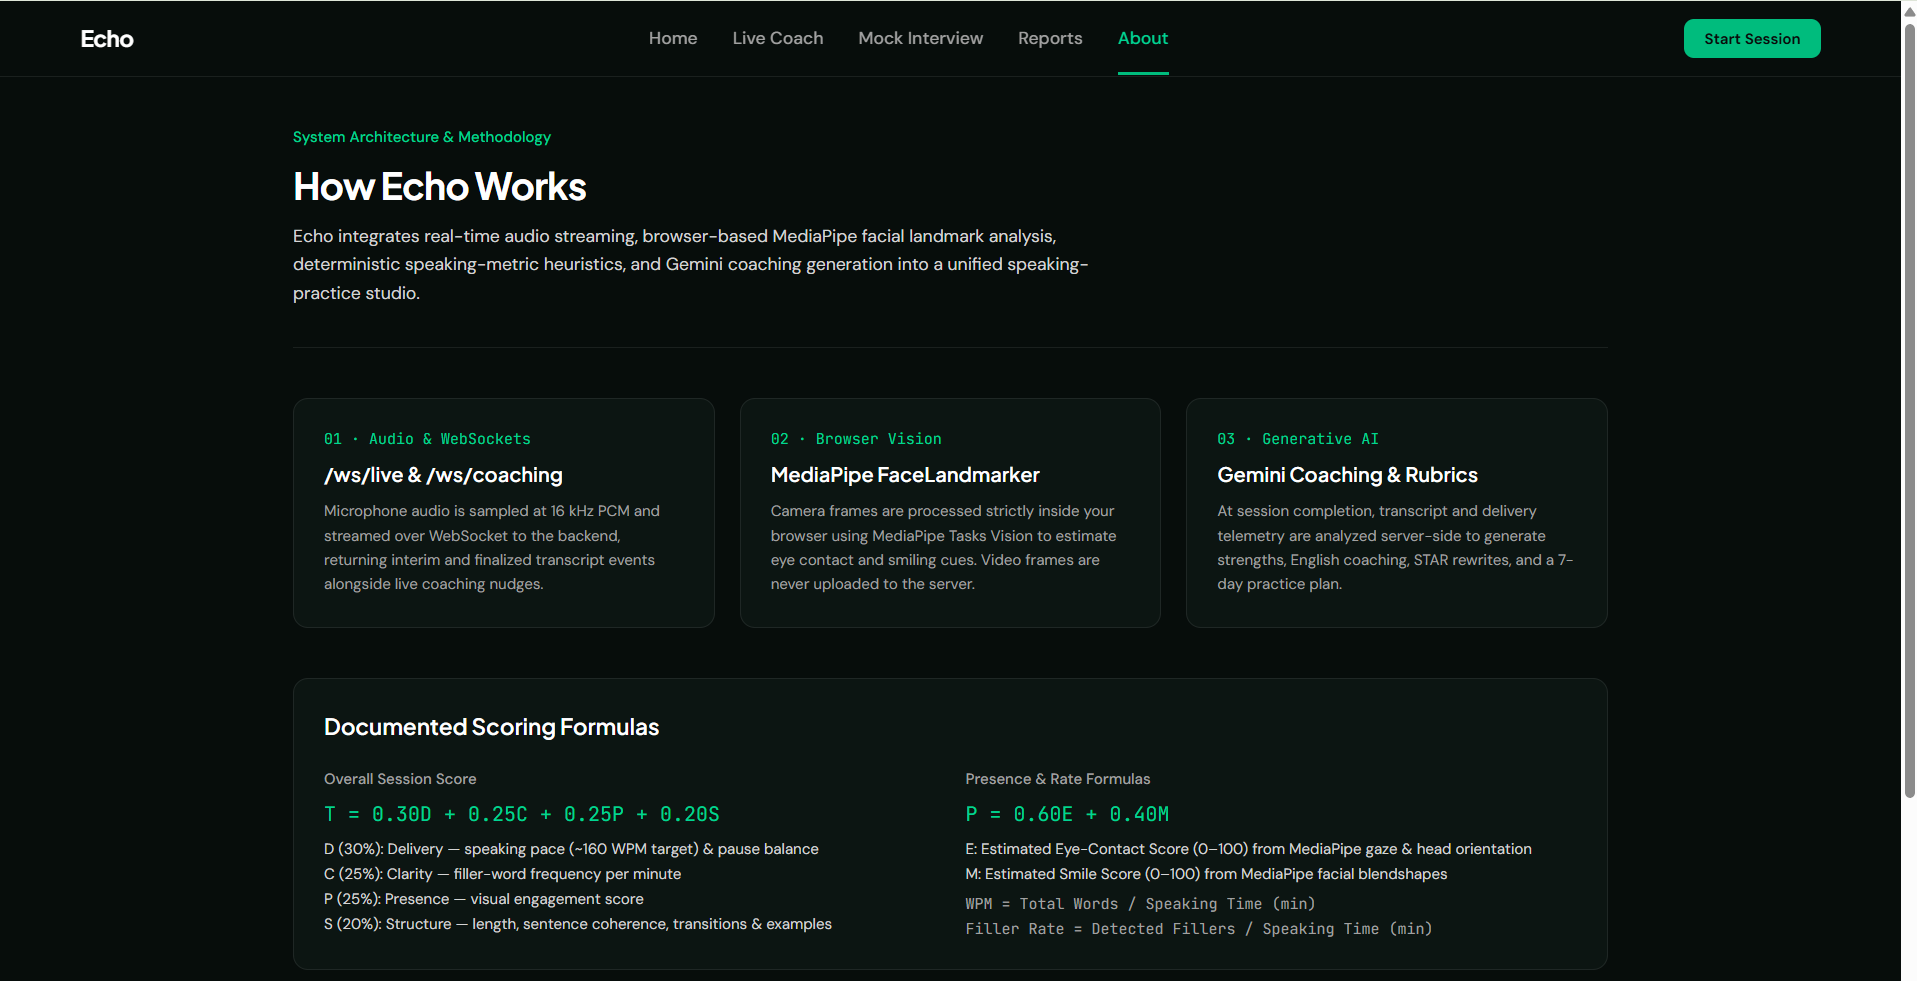 Echo
Home
Live Coach
Mock Interview
Reports
About
Start Session
System Architecture & Methodology
How Echo Works
Echo integrates real-time audio streaming, browser-based MediaPipe facial landmark analysis,
deterministic speaking-metric heuristics, and Gemini coaching generation into a unified speaking-
practice studio.
01 · Audio & WebSockets
/ws/live & /ws/coaching
Microphone audio is sampled at 16 kHz PCM and
streamed over WebSocket to the backend,
returning interim and finalized transcript events
alongside live coaching nudges.
02 · Browser Vision
MediaPipe FaceLandmarker
Camera frames are processed strictly inside your
browser using MediaPipe Tasks Vision to estimate
eye contact and smiling cues. Video frames are
never uploaded to the server.
03 · Generative AI
Gemini Coaching & Rubrics
At session completion, transcript and delivery
telemetry are analyzed server-side to generate
strengths, English coaching, STAR rewrites, and a 7-
day practice plan.
Documented Scoring Formulas
Overall Session Score
T = 0.30D + 0.25C + 0.25P + 0.20S
D (30%): Delivery — speaking pace (~160 WPM target) & pause balance
C (25%): Clarity — filler-word frequency per minute
P (25%): Presence — visual engagement score
S (20%): Structure — length, sentence coherence, transitions & examples
Presence & Rate Formulas
P = 0.60E + 0.40M
E: Estimated Eye-Contact Score (0–100) from MediaPipe gaze & head orientation
M: Estimated Smile Score (0–100) from MediaPipe facial blendshapes
WPM = Total Words / Speaking Time (min)
Filler Rate = Detected Fillers / Speaking Time (min)